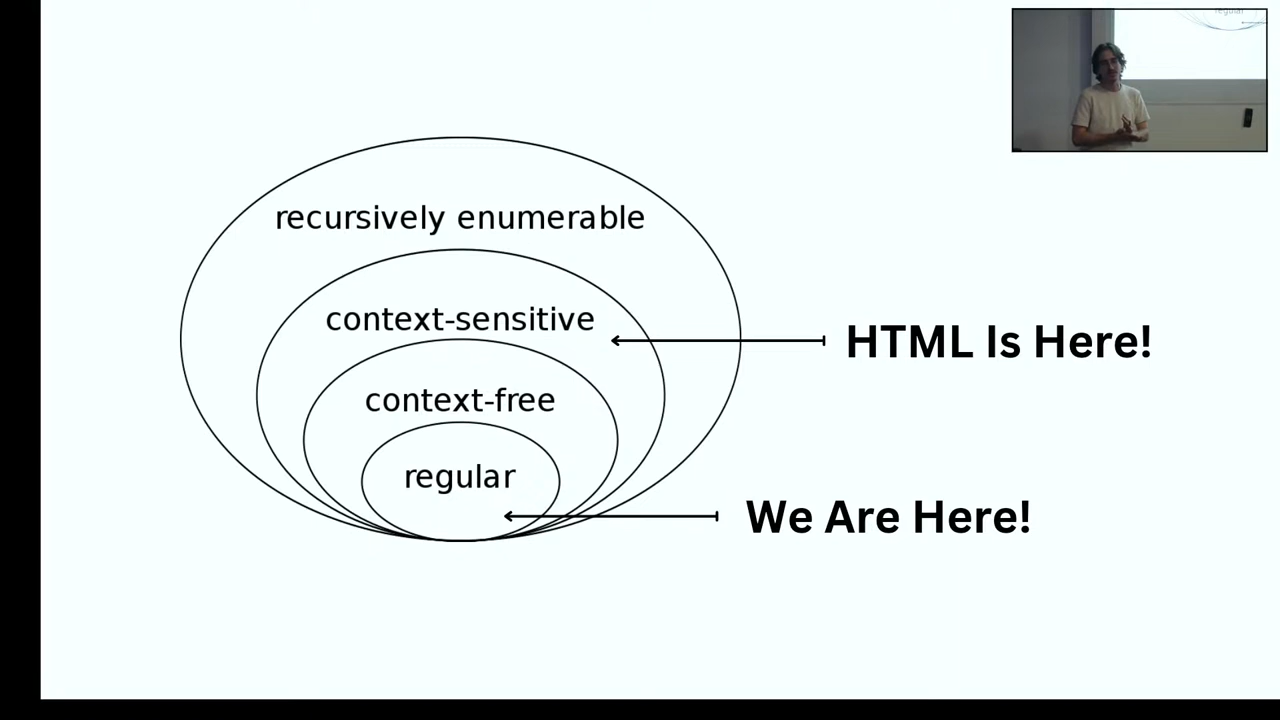 recursively enumerable
context-sensitive
HTML Is Here!
context-free
regular
We Are Here!